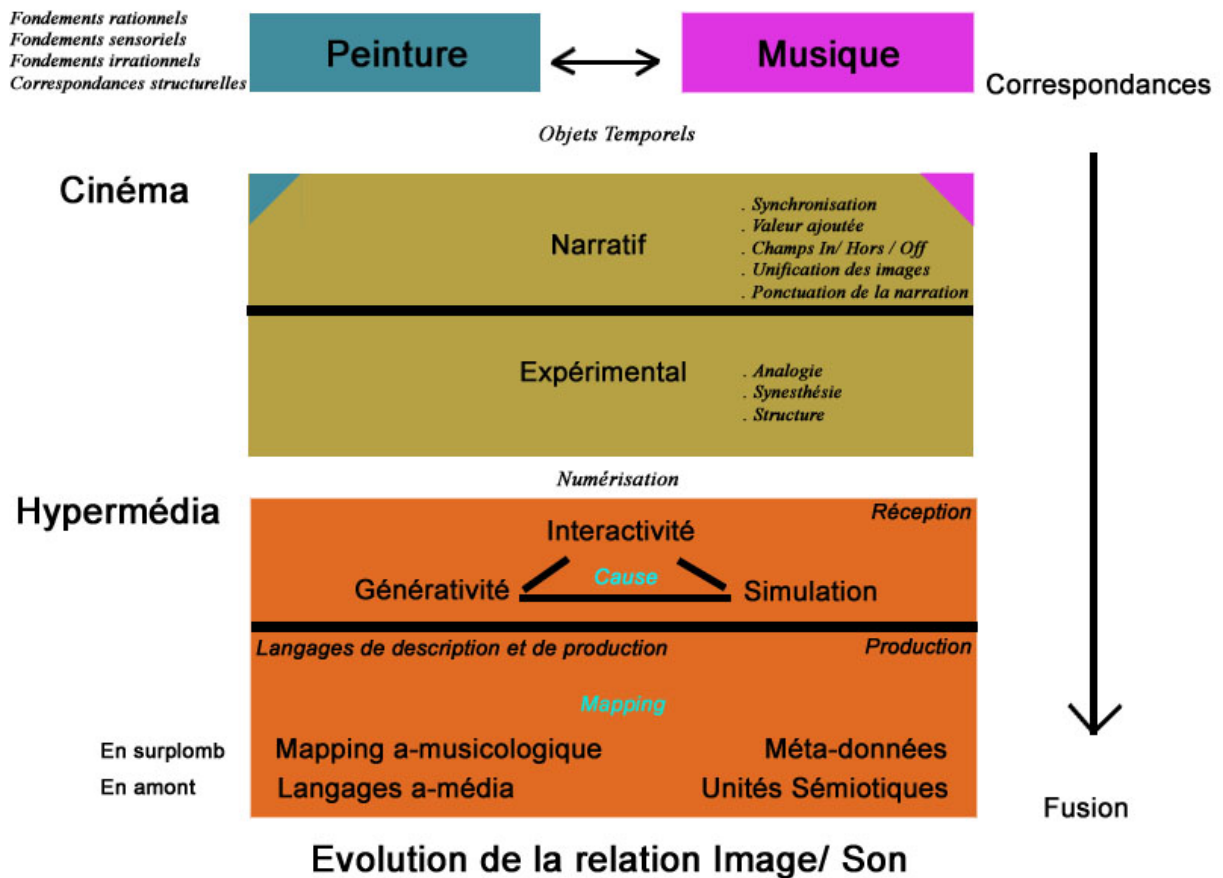 Fondements rationnels
Fondements sensoriels
Fondements irrationnels
Correspondances structurelles
Peinture
Musique
Correspondances
Objets Temporels
Cinéma
Narratif
. Synchronisation
. Valeur ajoutée
. Champs In/ Hors / Off
. Unification des images
. Ponctuation de la narration
Expérimental
. Analogie
. Synesthésie
. Structure
Numérisation
Hypermédia
Réception
Interactivité
Cause
Générativité
Simulation
Langages de description et de production
Production
Mapping
En surplomb
Mapping a-musicologique
Méta-données
En amont
Langages a-média
Unités Sémiotiques
Fusion
Evolution de la relation Image/ Son